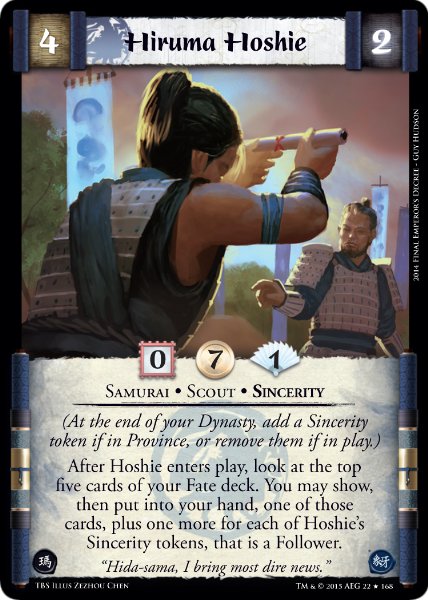 4
Hiruma Hoshie
2
2014 Final Emperor's Decree - Guy Hudson
0
7
1
Samurai • Scout • Sincerity
(At the end of your Dynasty, add a Sincerity
token if in Province, or remove them if in play.)
After Hoshie enters play, look at the top
five cards of your Fate deck. You may show,
then put into your hand, one of those
cards, plus one more for each of Hoshie's
Sincerity tokens, that is a Follower.
"Hida-sama, I bring most dire news."
TBS Illus Zezhou Chen
TM & © 2015 AEG 22 ★ 168